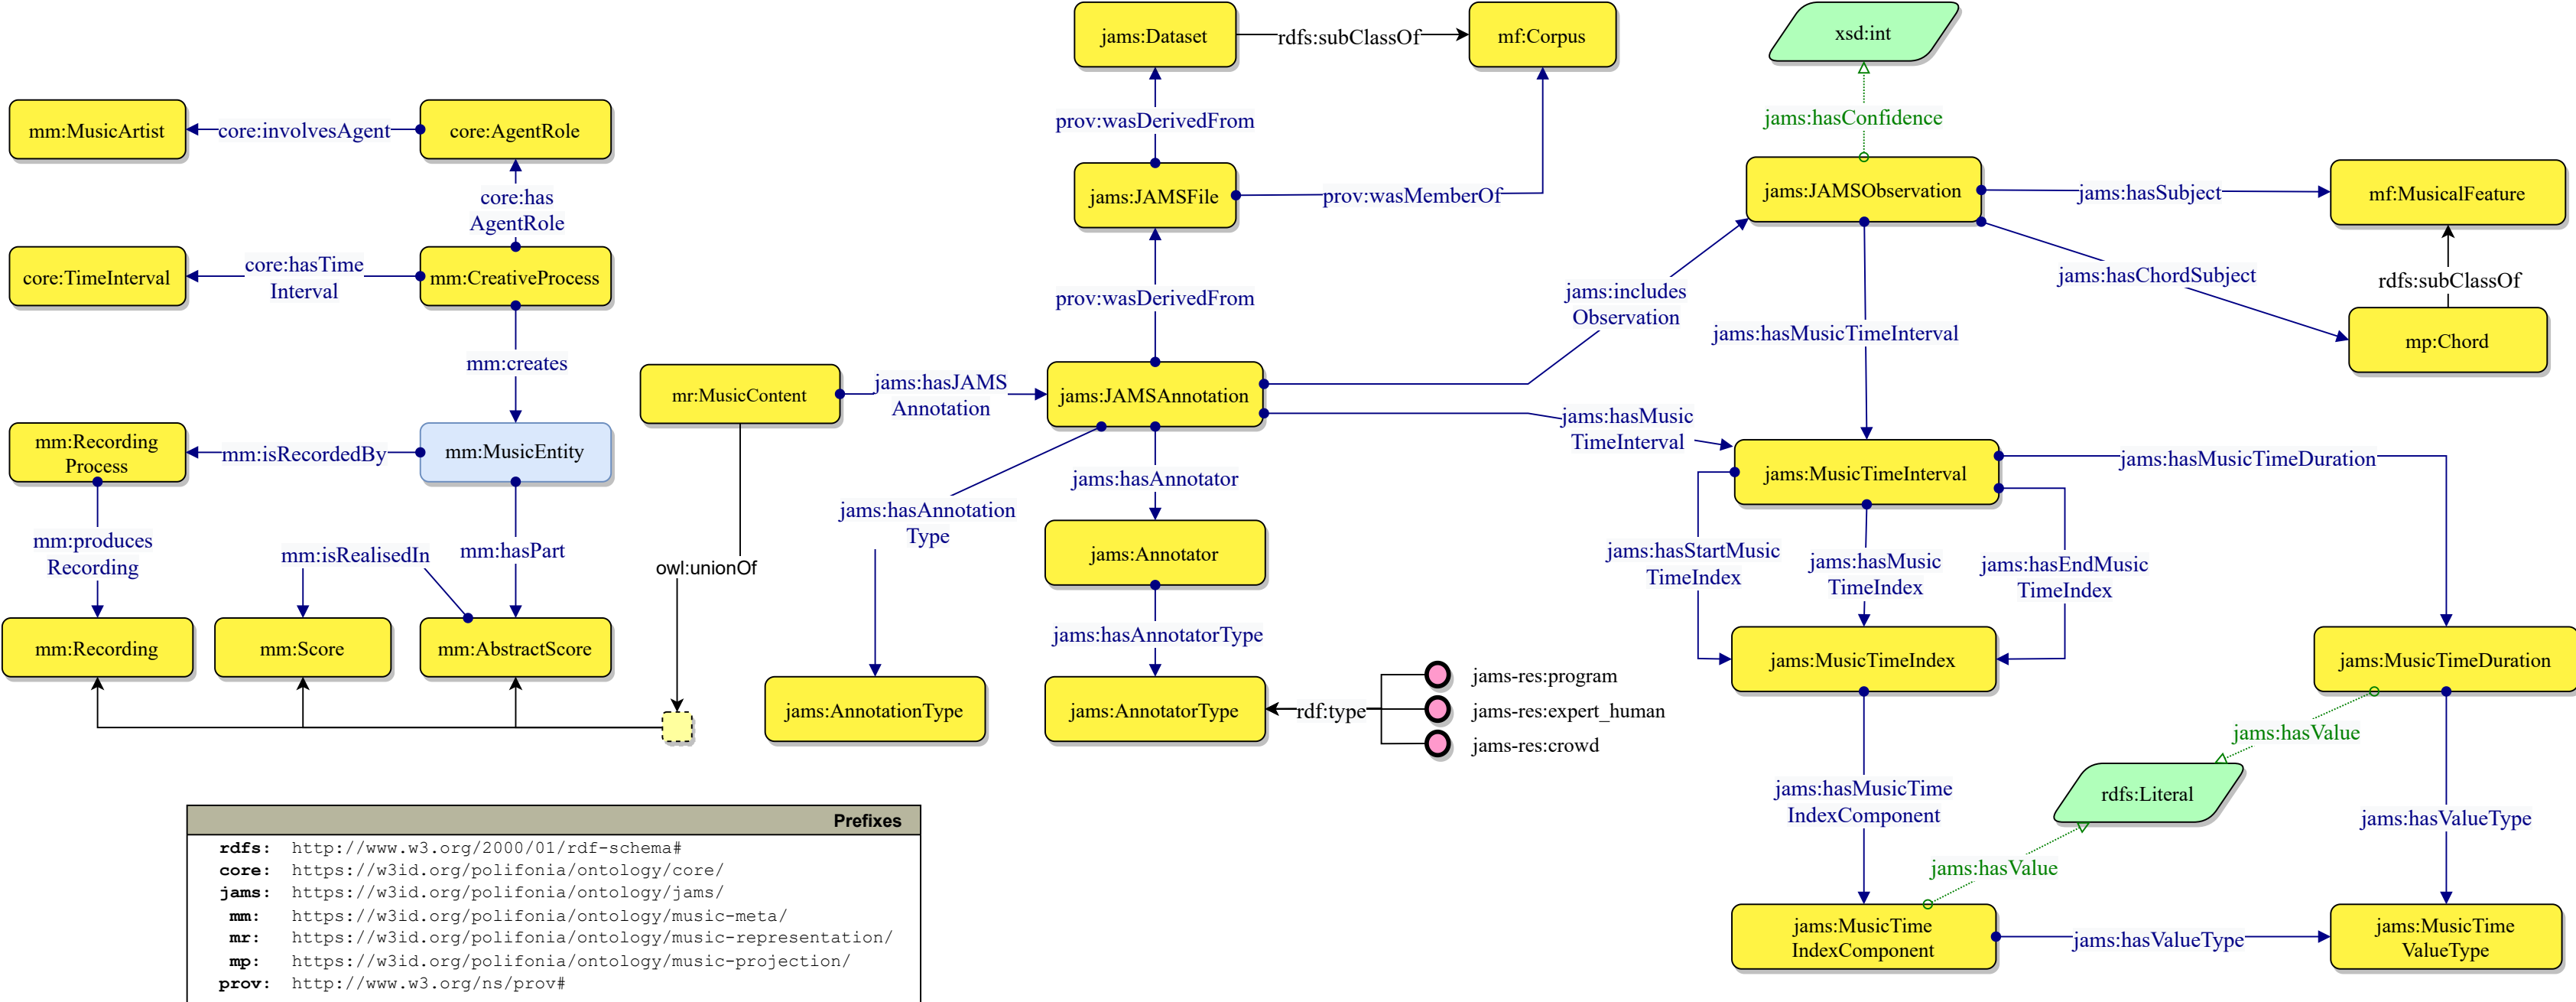 jams:Dataset
rdfs:subClassOf
mf:Corpus
xsd:int
mm:MusicArtist
core:involvesAgent
core:AgentRole
prov:wasDerivedFrom
jams:hasConfidence
core:has
AgentRole
jams:JAMSFile
prov:wasMemberOf
jams:JAMSObservation
jams:hasSubject
mf:MusicalFeature
core:TimeInterval
core:hasTime
Interval
mm:CreativeProcess
prov:wasDerivedFrom
jams:includes
Observation
jams:hasChordSubject
rdfs:subClassOf
jams:hasMusicTimeInterval
mp:Chord
mm:creates
mr:MusicContent
jams:hasJAMS
Annotation
jams:JAMSAnnotation
jams:hasMusic
TimeInterval
mm:Recording
Process
mm:isRecordedBy
mm:MusicEntity
jams:hasAnnotator
jams:MusicTimeInterval
jams:hasMusicTimeDuration
jams:hasAnnotation
Type
mm:produces
Recording
mm:isRealisedIn
mm:hasPart
owl:unionOf
jams:Annotator
jams:hasStartMusic
TimeIndex
jams:hasMusic
TimeIndex
jams:hasEndMusic
TimeIndex
jams:hasAnnotatorType
mm:Recording
mm:Score
mm:AbstractScore
jams:MusicTimeIndex
jams:MusicTimeDuration
jams:AnnotationType
jams:AnnotatorType
rdf:type
jams-res:program
jams-res:expert_human
jams-res:crowd
jams:hasValue
jams:hasMusicTime
IndexComponent
rdfs:Literal
jams:hasValueType
jams:hasValue
jams:MusicTime
IndexComponent
jams:hasValueType
jams:MusicTime
ValueType
Prefixes
rdfs: http://www.w3.org/2000/01/rdf-schema#
core: https://w3id.org/polifonia/ontology/core/
jams: https://w3id.org/polifonia/ontology/jams/
mm: https://w3id.org/polifonia/ontology/music-meta/
mr: https://w3id.org/polifonia/ontology/music-representation/
mp: https://w3id.org/polifonia/ontology/music-projection/
prov: http://www.w3.org/ns/prov#